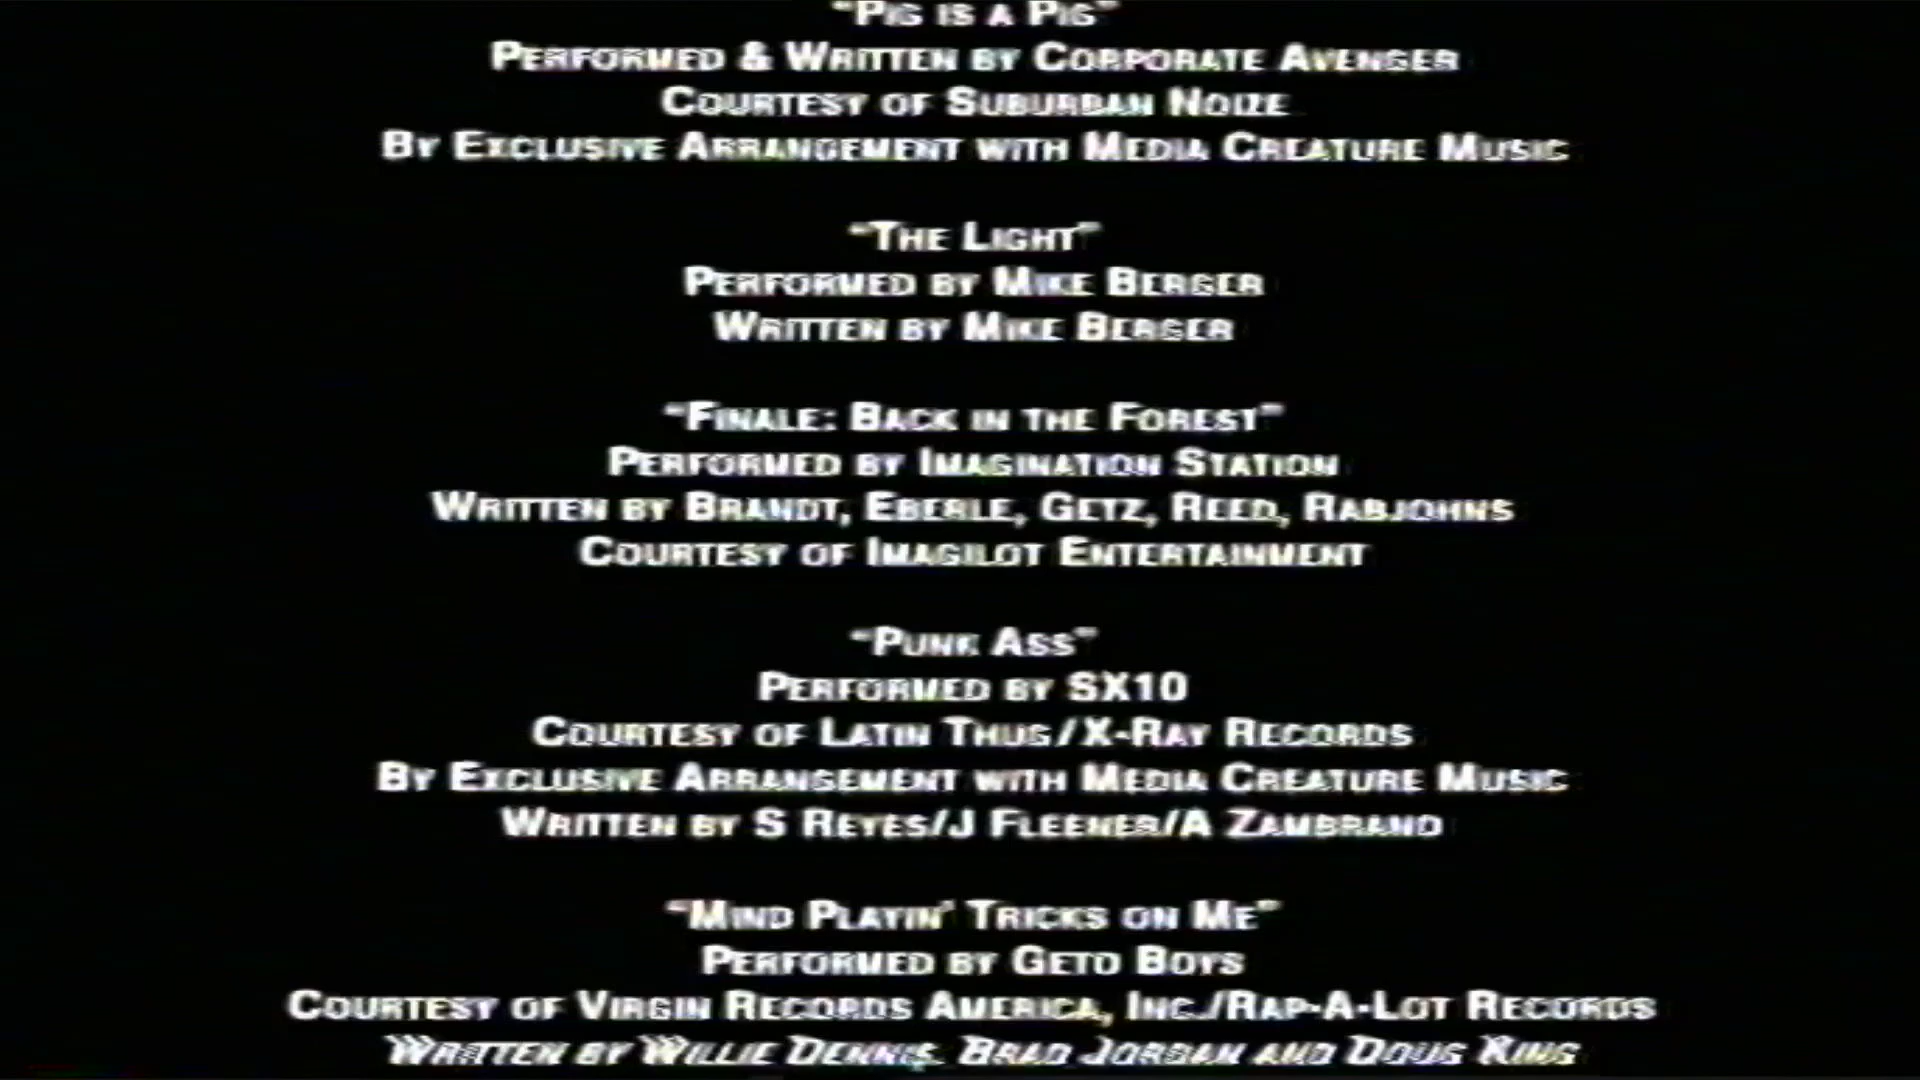 "Pig is a Pig"
Performed & Written by Corporate Avenger
Courtesy of Suburban Noize
By Exclusive Arrangement with Media Creature Music
"The Light"
Performed by Mike Berger
Written by Mike Berger
"Finale: Back in the Forest"
Performed by Imagination Station
Written by Brandt, Eberle, Getz, Reed, Rabjohns
Courtesy of Imagilot Entertainment
"Punk Ass"
Performed by SX10
Courtesy of Latin Thug/X-Ray Records
By Exclusive Arrangement with Media Creature Music
Written by S Reyes/J Fleener/A Zambrano
"Mind Playin' Tricks on Me"
Performed by Geto Boys
Courtesy of Virgin Records America, Inc./Rap-A-Lot Records
Written by Willie Dennis, Brad Jordan and Doug King